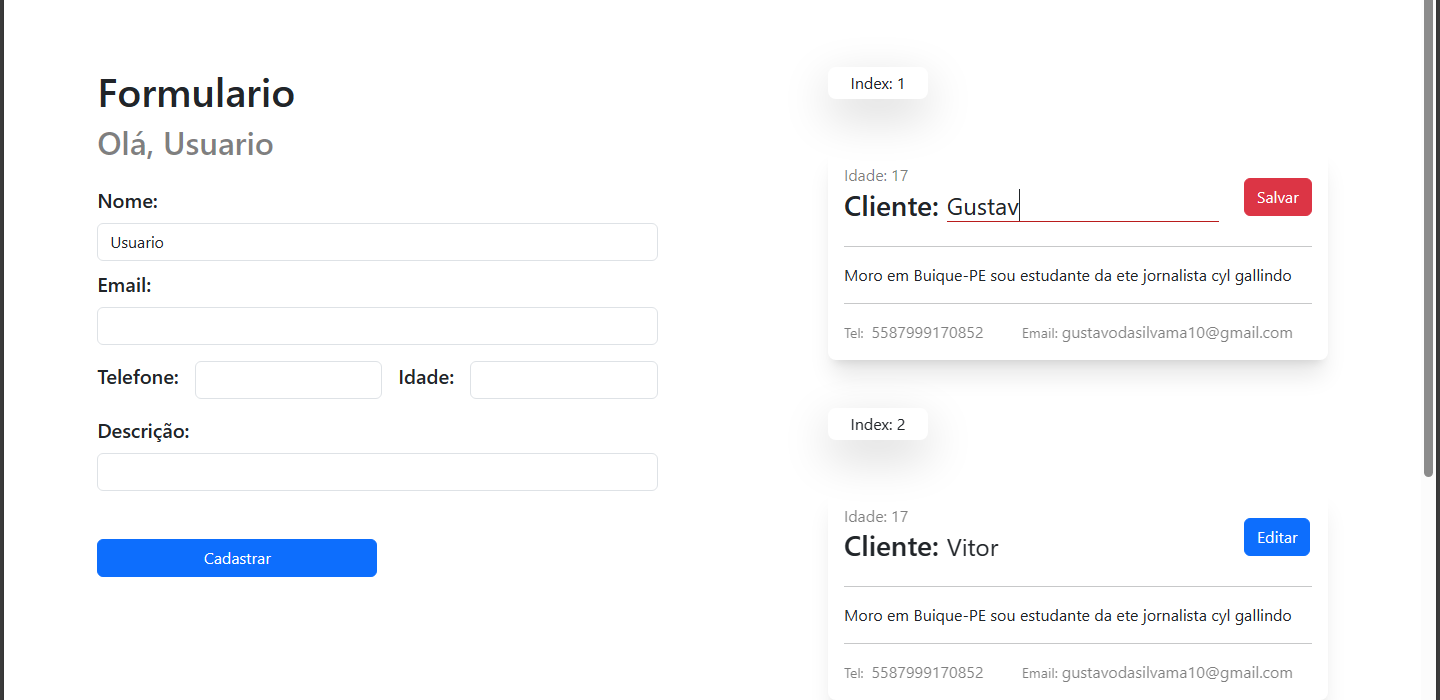 Formulario
Olá, Usuario
Nome:
Usuario
Email:
Telefone:
Idade:
Descrição:
Cadastrar
Index: 1
Idade: 17
Cliente: Gustav
Salvar
Moro em Buique-PE sou estudante da ete jornalista cyl gallindo
Tel: 5587999170852 Email: gustavodasilvama10@gmail.com
Index: 2
Idade: 17
Cliente: Vitor
Editar
Moro em Buique-PE sou estudante da ete jornalista cyl gallindo
Tel: 5587999170852 Email: gustavodasilvama10@gmail.com